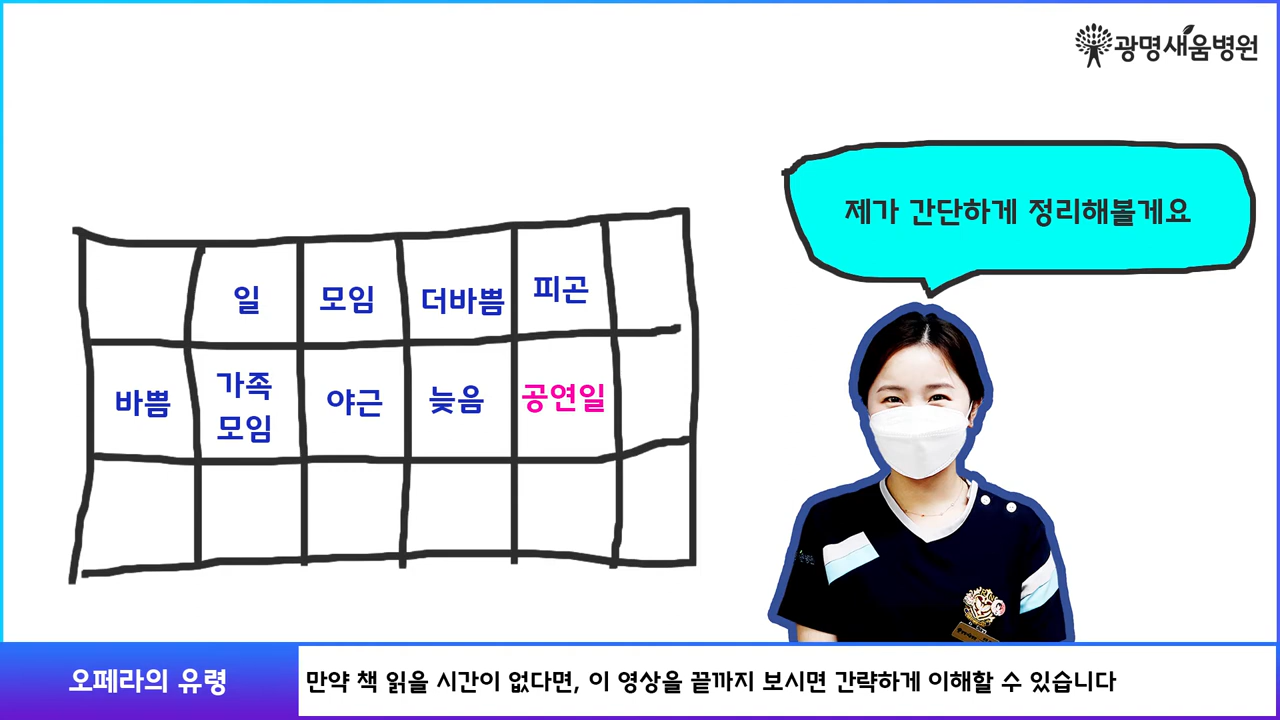 광명새움병원
제가 간단하게 정리해볼게요
일 모임 더바쁨 피곤
바쁨 가족 모임 야근 늦음 공연일
오페라의 유령
만약 책 읽을 시간이 없다면, 이 영상을 끝까지 보시면 간략하게 이해할 수 있습니다